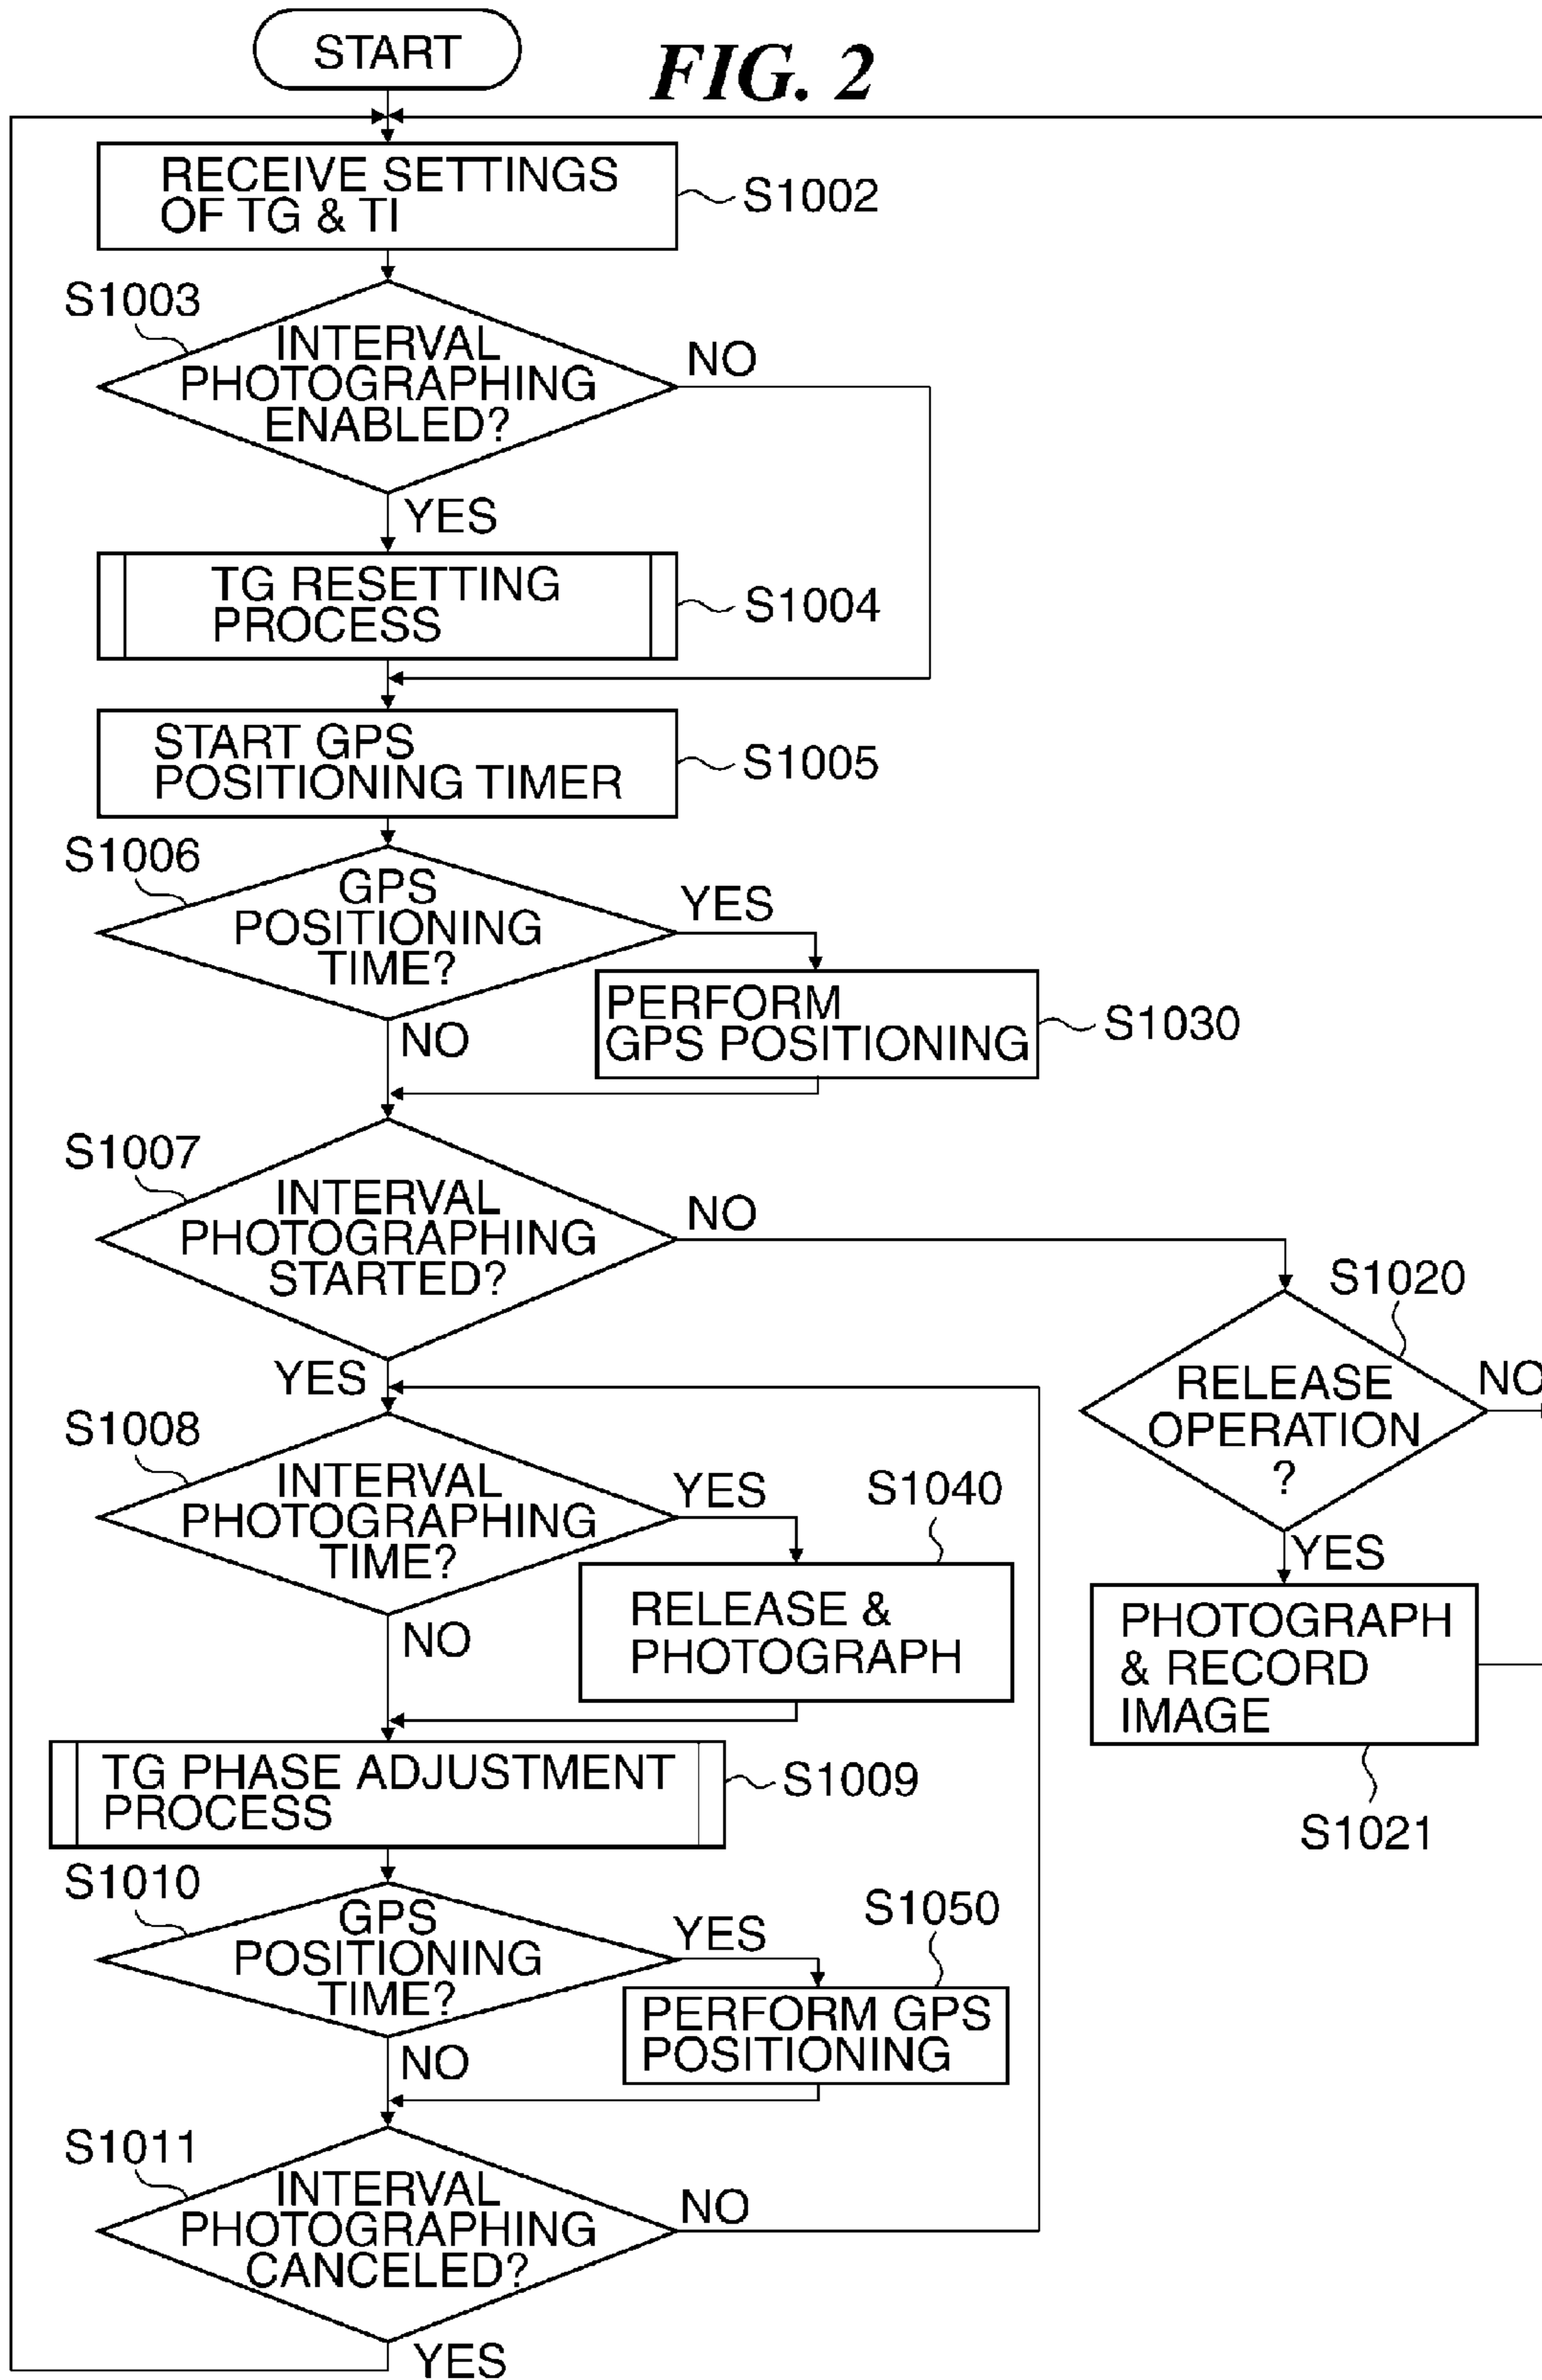 START
FIG. 2
RECEIVE SETTINGS
OF TG & TI
S1002
S1003
INTERVAL
PHOTOGRAPHING
ENABLED?
NO
YES
TG RESETTING
PROCESS
S1004
START GPS
POSITIONING TIMER
S1005
S1006
GPS
POSITIONING
TIME?
YES
NO
PERFORM
GPS POSITIONING
S1030
S1007
INTERVAL
PHOTOGRAPHING
STARTED?
NO
YES
S1020
RELEASE
OPERATION
?
NO
YES
PHOTOGRAPH
& RECORD
IMAGE
S1021
S1008
INTERVAL
PHOTOGRAPHING
TIME?
YES
NO
S1040
RELEASE &
PHOTOGRAPH
TG PHASE ADJUSTMENT
PROCESS
S1009
S1010
GPS
POSITIONING
TIME?
YES
NO
S1050
PERFORM GPS
POSITIONING
S1011
INTERVAL
PHOTOGRAPHING
CANCELED?
NO
YES